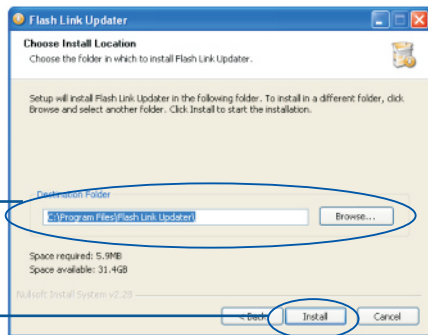 Flash Link Updater
Choose Install Location
Choose the folder in which to install Flash Link Updater.
Setup will install Flash Link Updater in the following folder. To install in a different folder, click
Browse and select another folder. Click Install to start the installation.
Destination Folder
C:\Program Files\Flash Link Updater\
Browse...
Space required: 5.9MB
Space available: 31.4GB
Nullsoft Install System v2.29
< Back
Install
Cancel